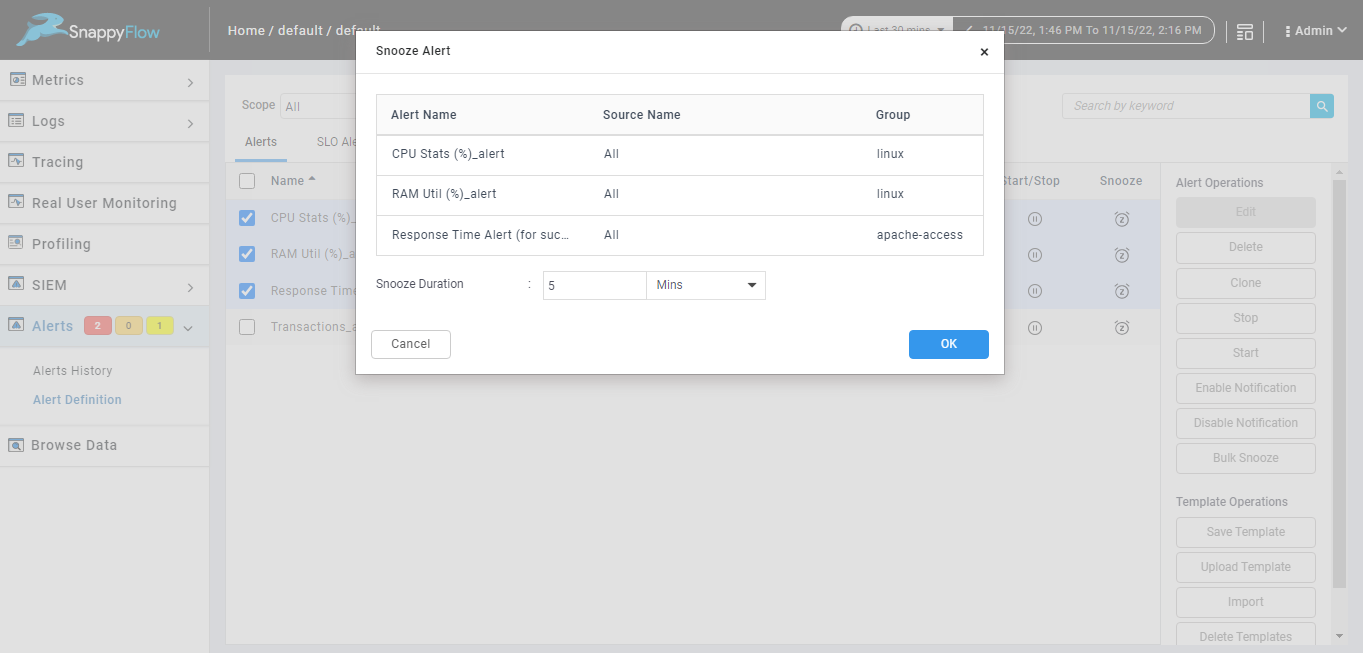 SnappyFlow
Home / default / default
Last 30 mins
11/15/22, 1:46 PM To 11/15/22, 2:16 PM
Admin
Metrics
Logs
Tracing
Real User Monitoring
Profiling
SIEM
Alerts 2 0 1
Alerts History
Alert Definition
Browse Data
Scope All
Search by keyword
Alerts SLO Ale
Name Start/Stop Snooze
CPU Stats (%)_
RAM Util (%)_a
Response Time
Transactions_a
Snooze Alert
×
Alert Name Source Name Group
CPU Stats (%)_alert All linux
RAM Util (%)_alert All linux
Response Time Alert (for suc... All apache-access
Snooze Duration : 5 Mins
Cancel OK
Alert Operations
Edit
Delete
Clone
Stop
Start
Enable Notification
Disable Notification
Bulk Snooze
Template Operations
Save Template
Upload Template
Import
Delete Templates